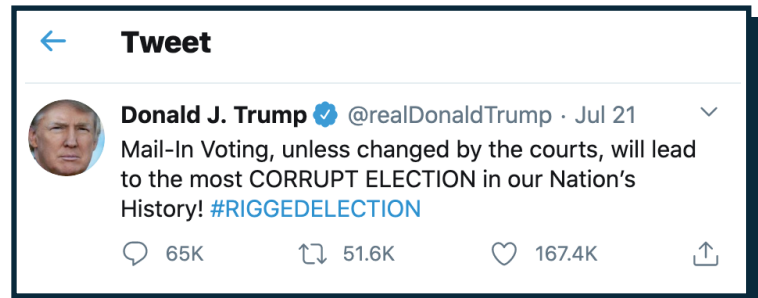 Tweet
Donald J. Trump @realDonaldTrump · Jul 21
Mail-In Voting, unless changed by the courts, will lead
to the most CORRUPT ELECTION in our Nation’s
History! #RIGGEDELECTION
65K 51.6K 167.4K